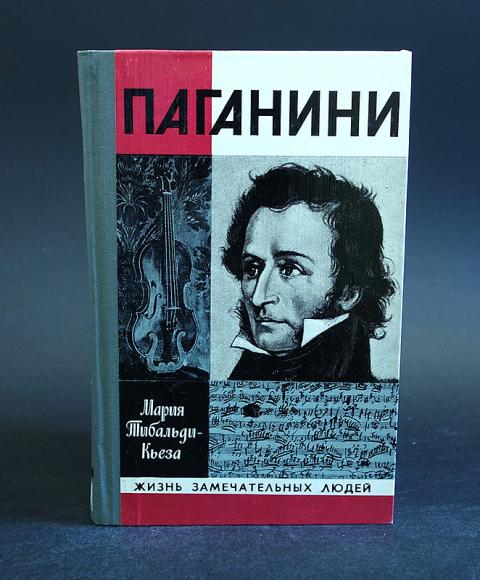 ПАГАНИНИ
Мария
Тибальди-
Кьеза
ЖИЗНЬ ЗАМЕЧАТЕЛЬНЫХ ЛЮДЕЙ